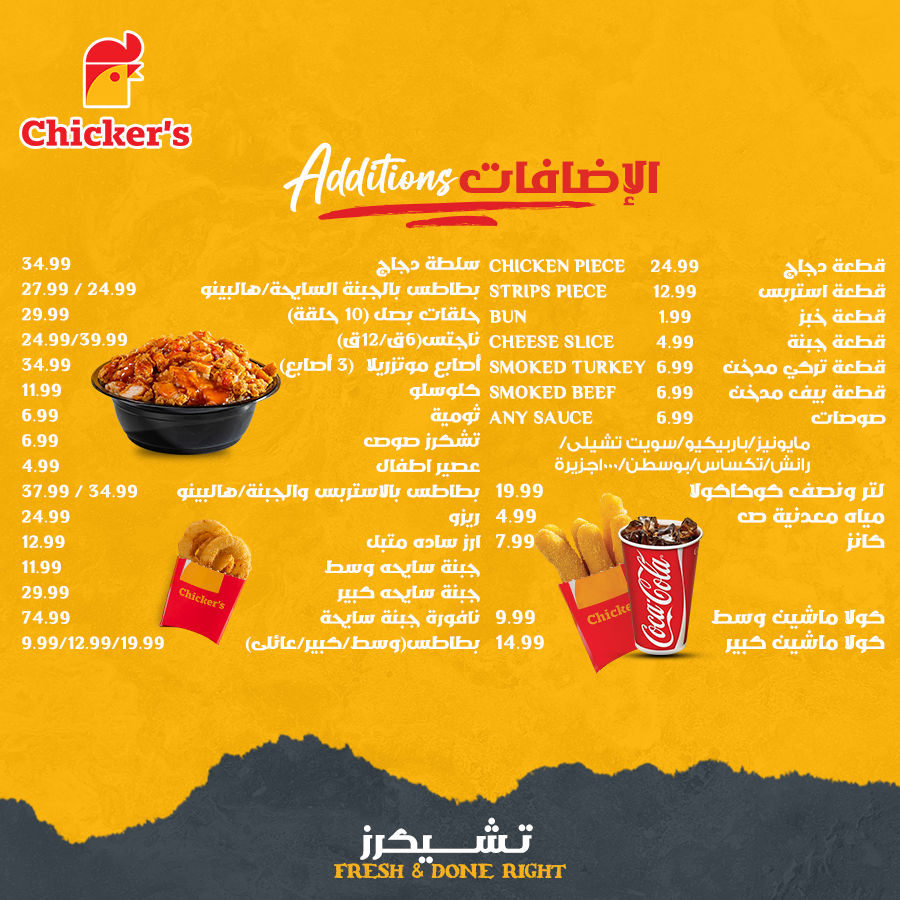 Chicker's
Additions الإضافات
قطعة دجاج 24.99 CHICKEN PIECE
قطعة استربس 12.99 STRIPS PIECE
قطعة خبز 1.99 BUN
قطعة جبنة 4.99 CHEESE SLICE
قطعة تركي مدخن 6.99 SMOKED TURKEY
قطعة بيف مدخن 6.99 SMOKED BEEF
صوصات 6.99 ANY SAUCE
مايونيز/باربيكيو/سويت تشيلى/
رانش/تكساس/بوسطن/١٠٠٠اجزيرة
لتر ونصف كوكاكولا 19.99
مياه معدنية ص 4.99
كانز 7.99
كولا ماشين وسط 9.99
كولا ماشين كبير 14.99
سلطة دجاج 34.99
بطاطس بالجبنة السايحة/هالبينو 27.99 / 24.99
حلقات بصل (10 حلقة) 29.99
ناجتس(6ق/12ق) 24.99/39.99
أصابع موتزريلا (3 أصابع) 34.99
كلوسلو 11.99
ثومية 6.99
تشكرز صوص 6.99
عصير اطفال 4.99
بطاطس بالاستربس والجبنة/هالبينو 37.99 / 34.99
ريزو 24.99
ارز ساده متبل 12.99
جبنة سايحه وسط 11.99
جبنة سايحه كبير 29.99
نافورة جبنة سايحة 74.99
بطاطس(وسط/كبير/عائلى) 9.99/12.99/19.99
Chicker's
Chicke
Coca-Cola
تشيكرز
FRESH & DONE RIGHT